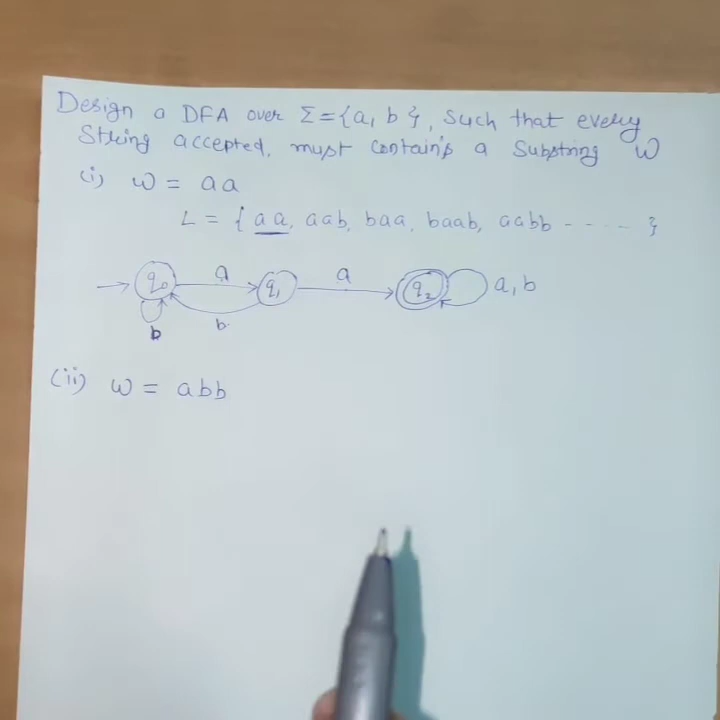 Design a DFA over Σ={a, b}, such that every
string accepted, must contain's a substring w
(i) w = aa
L = {aa, aab, baa, baab, aabb - - - - - }
a a
q₀ q₁ q₂ a,b
b b
(ii) w = abb